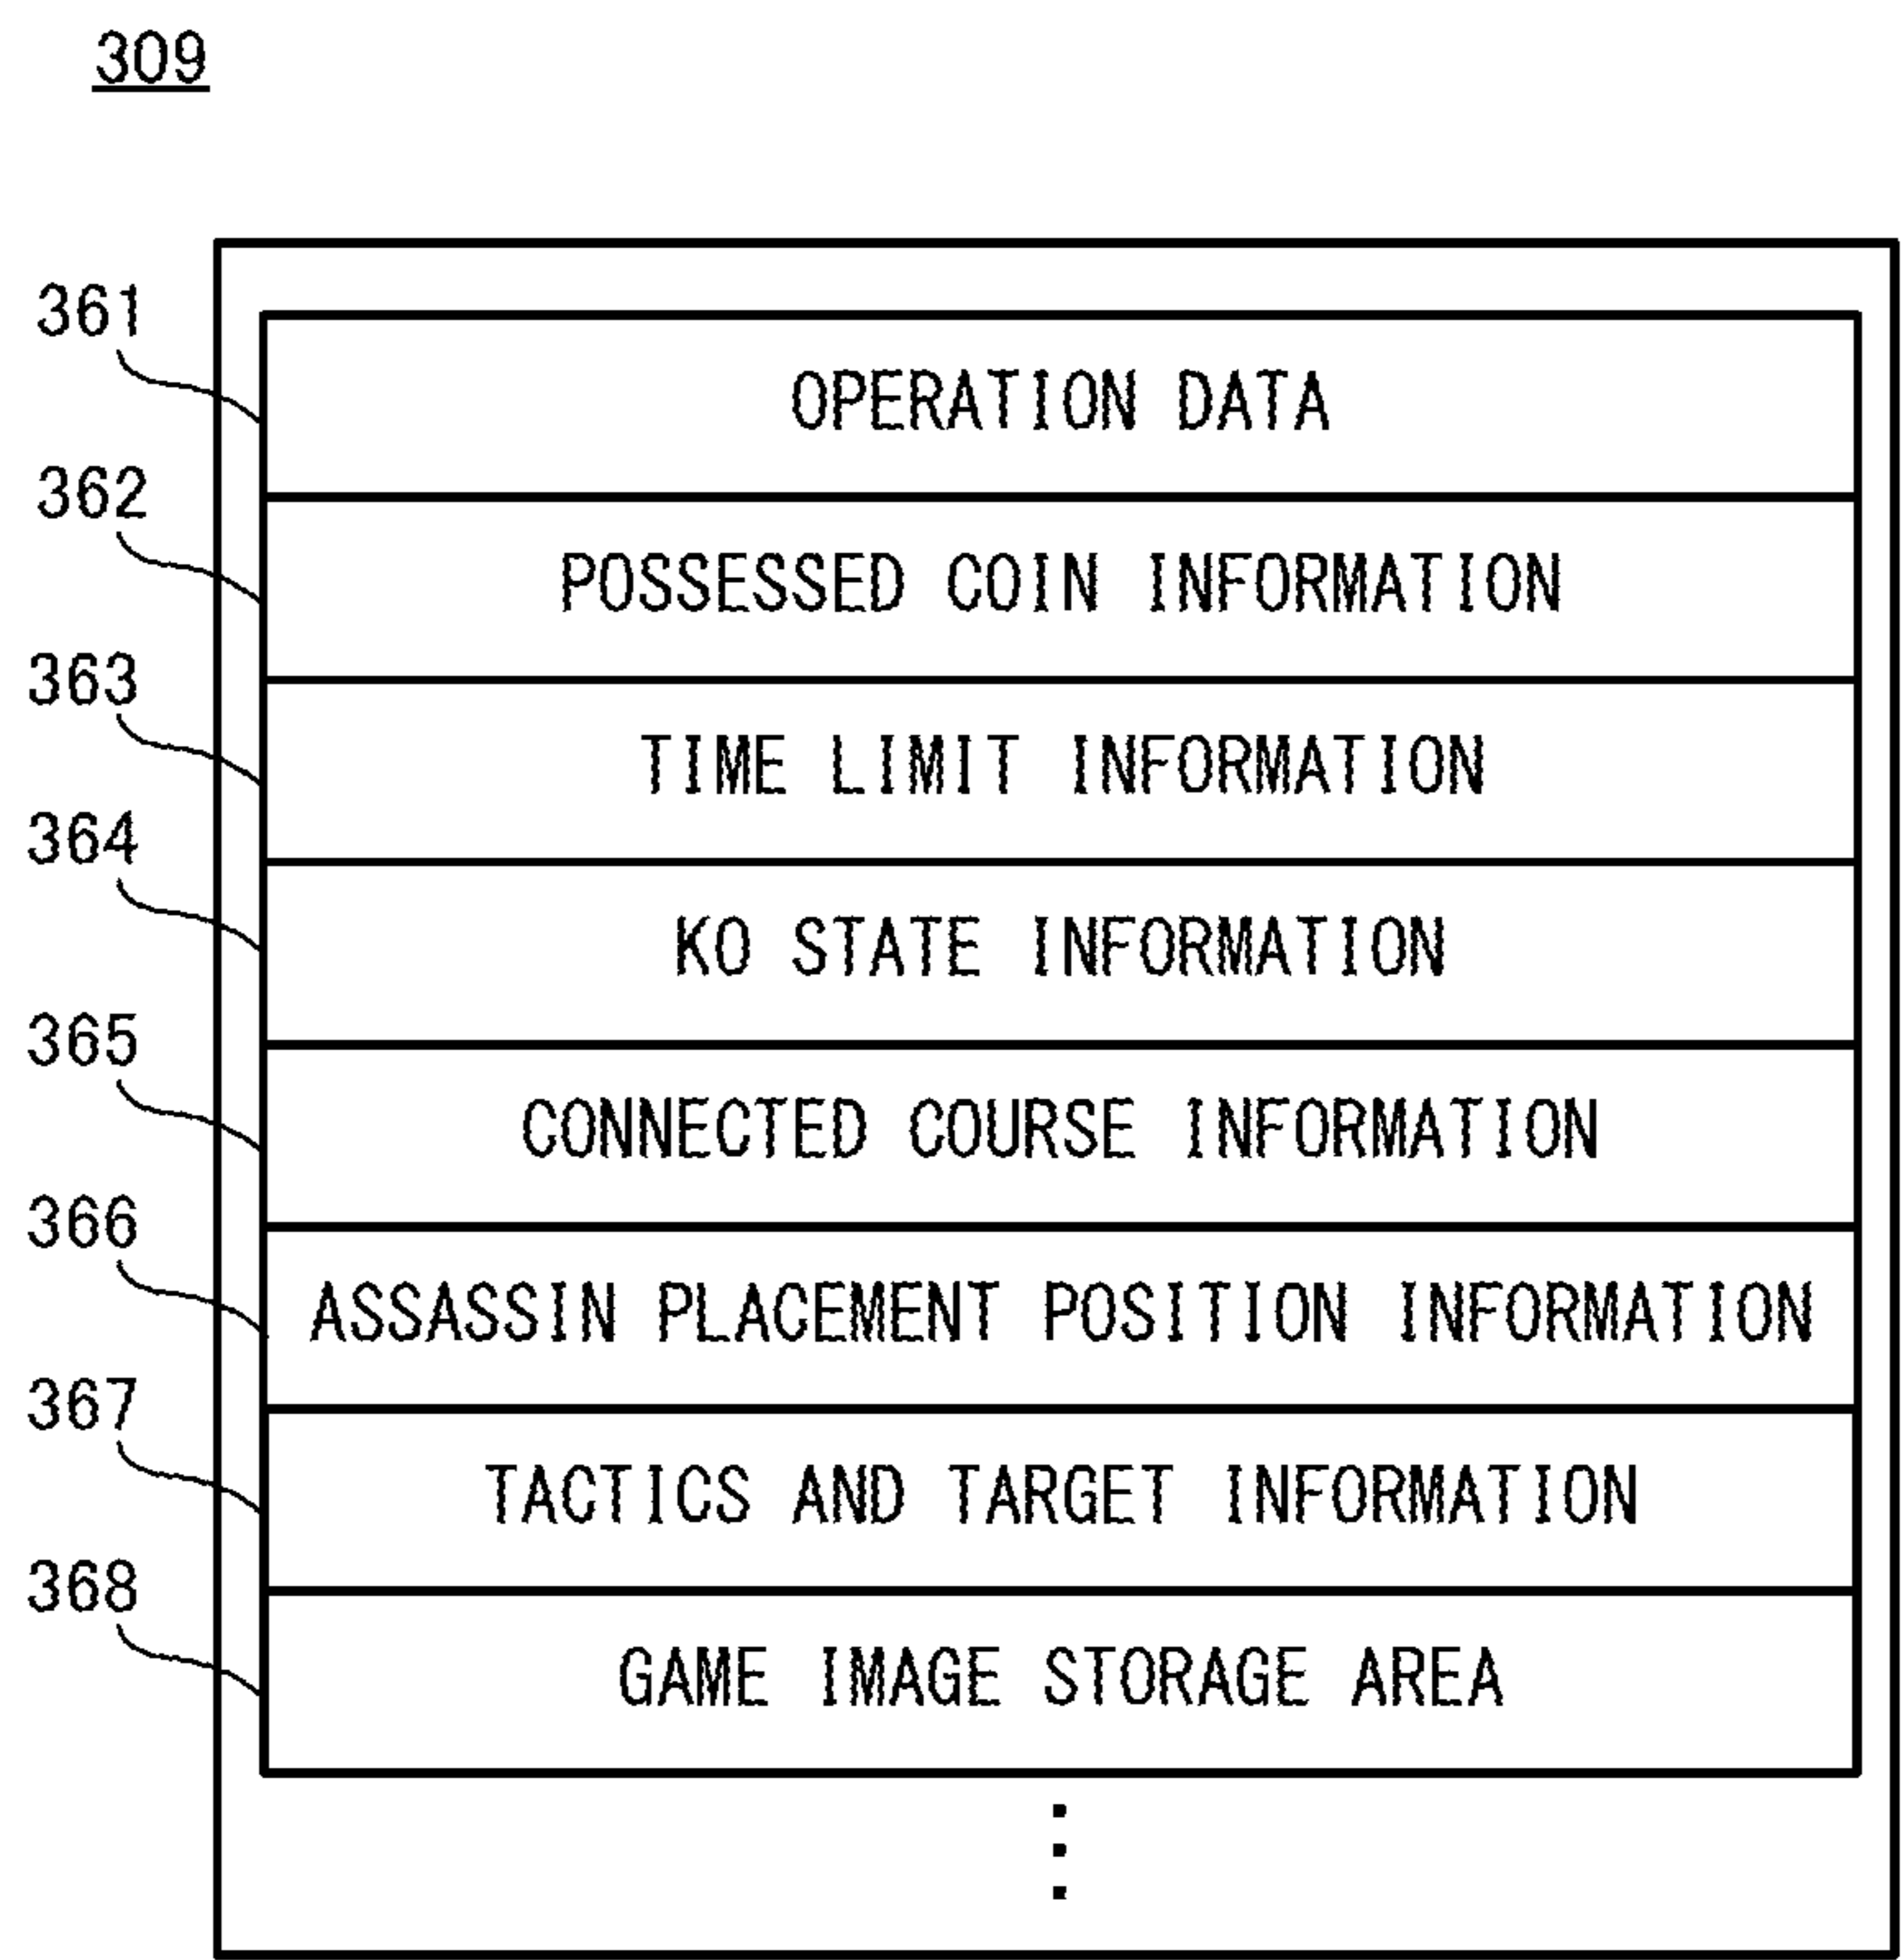 309
361
OPERATION DATA
362
POSSESSED COIN INFORMATION
363
TIME LIMIT INFORMATION
364
KO STATE INFORMATION
365
CONNECTED COURSE INFORMATION
366
ASSASSIN PLACEMENT POSITION INFORMATION
367
TACTICS AND TARGET INFORMATION
368
GAME IMAGE STORAGE AREA